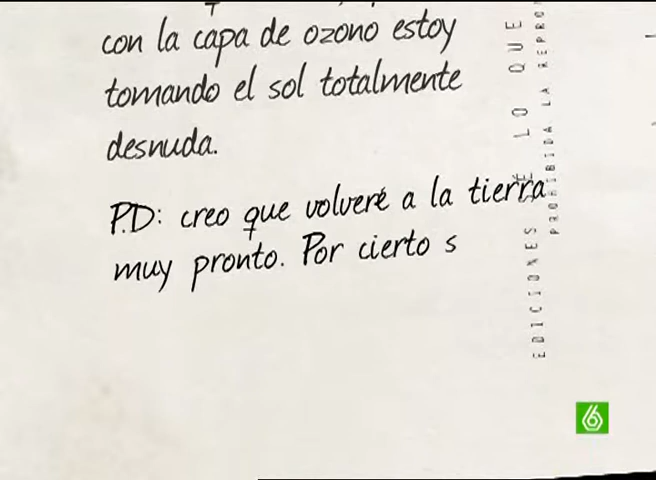 con la capa de ozono estoy
tomando el sol totalmente
desnuda.
P.D: creo que volveré a la tierra
muy pronto. Por cierto s
EDICIONES LO QUE
PROHIBIDA LA REPRO
6